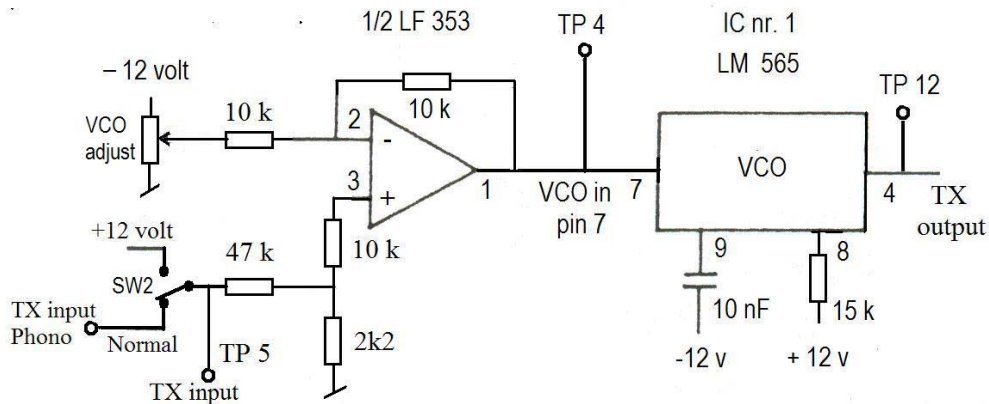 1/2 LF 353
TP 4
IC nr. 1
LM 565
TP 12
– 12 volt
10 k
10 k
VCO
adjust
2
-
3
+
1
VCO in
pin 7
7
VCO
4
TX
output
9
8
10 nF
15 k
-12 v
+ 12 v
+12 volt
47 k
10 k
SW2
TX input
Phono
Normal
TP 5
2k2
TX input